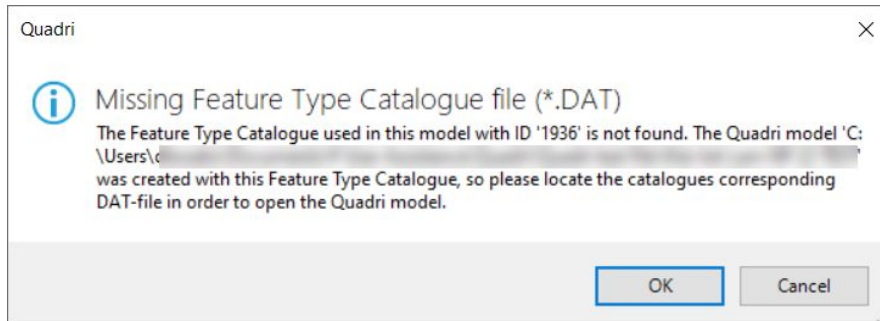 Quadri
Missing Feature Type Catalogue file (*.DAT)
The Feature Type Catalogue used in this model with ID '1936' is not found. The Quadri model 'C:
\Users\
was created with this Feature Type Catalogue, so please locate the catalogues corresponding
DAT-file in order to open the Quadri model.
OK
Cancel